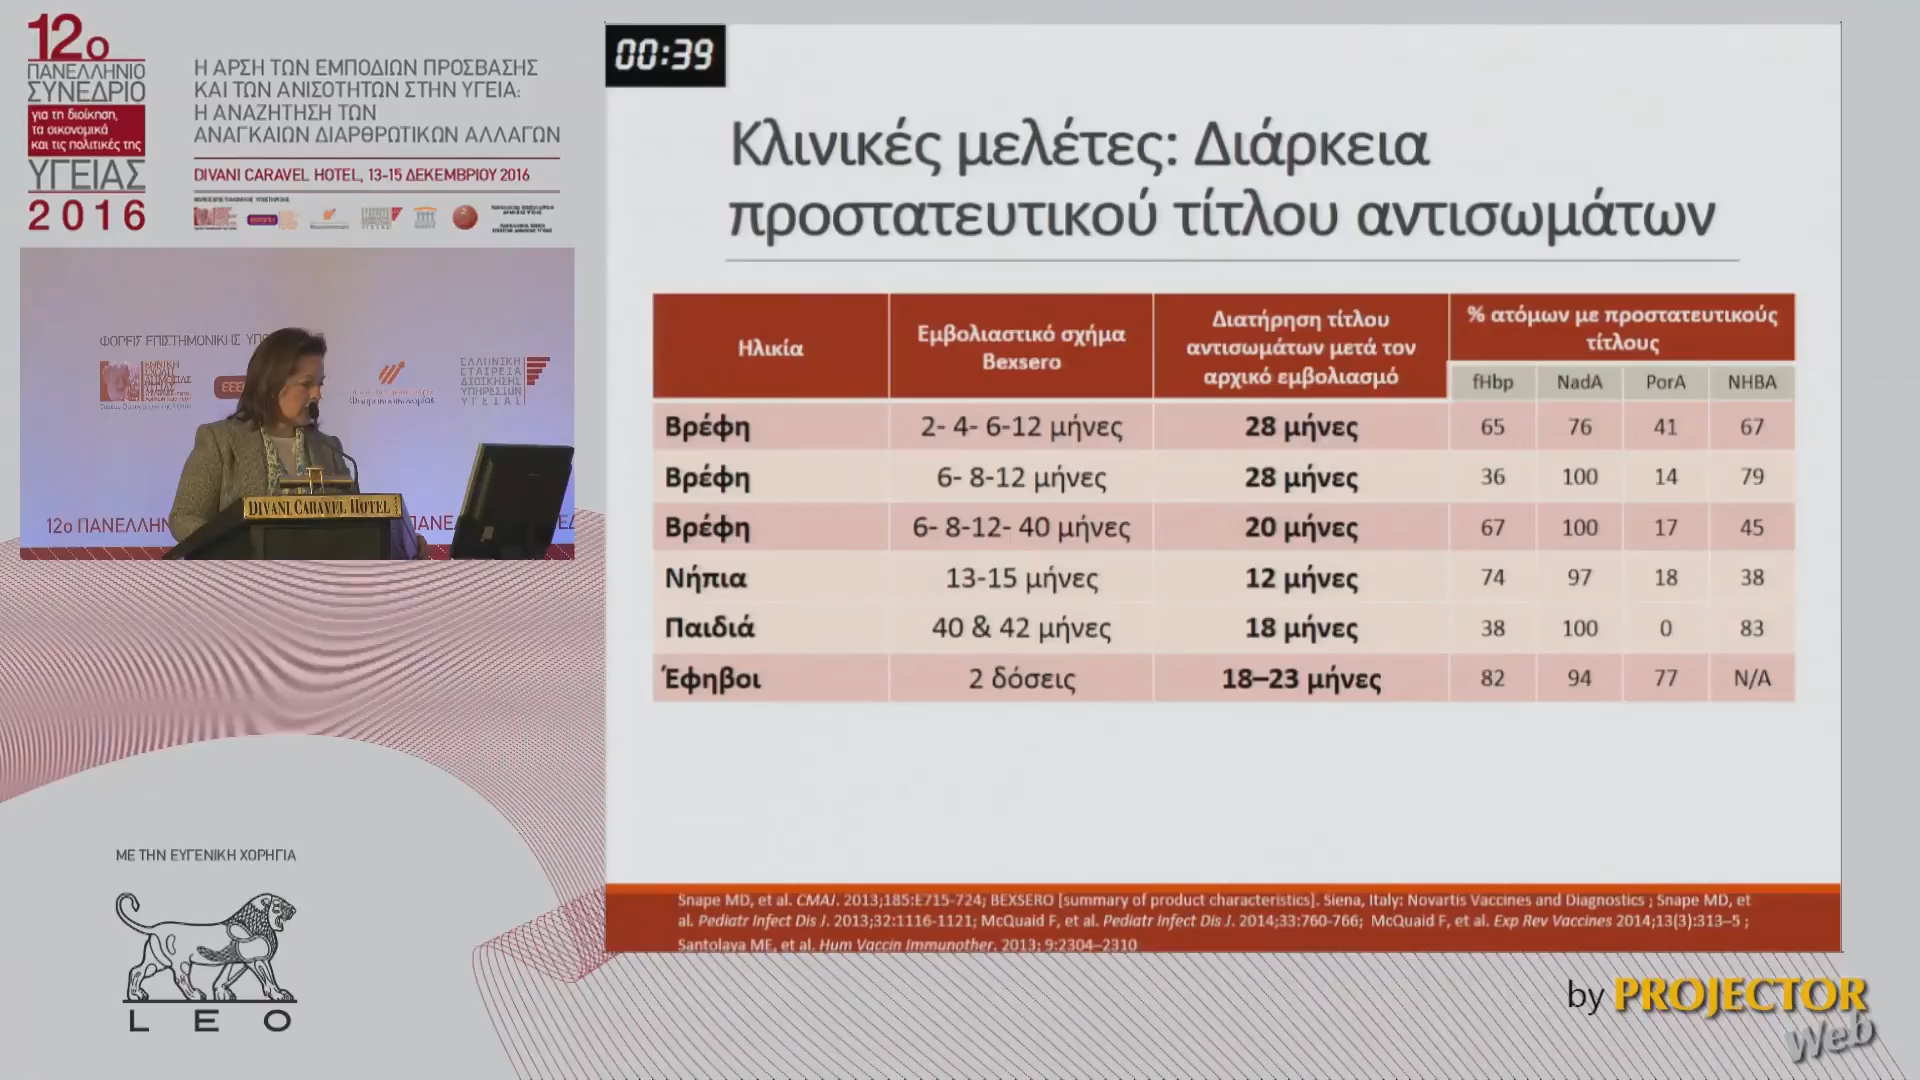 12ο
ΠΑΝΕΛΛΗΝΙΟ
ΣΥΝΕΔΡΙΟ
για τη διοίκηση,
τα οικονομικά
και τις πολιτικές της
ΥΓΕΙΑΣ
2016
Η ΑΡΣΗ ΤΩΝ ΕΜΠΟΔΙΩΝ ΠΡΟΣΒΑΣΗΣ
ΚΑΙ ΤΩΝ ΑΝΙΣΟΤΗΤΩΝ ΣΤΗΝ ΥΓΕΙΑ:
Η ΑΝΑΖΗΤΗΣΗ ΤΩΝ
ΑΝΑΓΚΑΙΩΝ ΔΙΑΡΘΡΩΤΙΚΩΝ ΑΛΛΑΓΩΝ
DIVANI CARAVEL HOTEL, 13-15 ΔΕΚΕΜΒΡΙΟΥ 2016
ΦΟΡΕΙΣ ΕΠΙΣΤΗΜΟΝΙΚΗΣ
ΕΛΛΗΝΙΚΗ
ΕΤΑΙΡΕΙΑ
ΔΙΟΙΚΗΣΗΣ
ΥΠΗΡΕΣΙΩΝ
ΥΓΕΙΑΣ
DIVANI CARAVEL HOTEL
12ο ΠΑΝΕΛΛΗΝ
ΠΑΝΕ
ΜΕ ΤΗΝ ΕΥΓΕΝΙΚΗ ΧΟΡΗΓΙΑ
LEO
00:39
Κλινικές μελέτες: Διάρκεια
προστατευτικού τίτλου αντισωμάτων
Ηλικία Εμβολιαστικό σχήμα Bexsero Διατήρηση τίτλου αντισωμάτων μετά τον αρχικό εμβολιασμό % ατόμων με προστατευτικούς τίτλους
fHbp NadA PorA NHBA
Βρέφη 2- 4- 6-12 μήνες 28 μήνες 65 76 41 67
Βρέφη 6- 8-12 μήνες 28 μήνες 36 100 14 79
Βρέφη 6- 8-12- 40 μήνες 20 μήνες 67 100 17 45
Νήπια 13-15 μήνες 12 μήνες 74 97 18 38
Παιδιά 40 & 42 μήνες 18 μήνες 38 100 0 83
Έφηβοι 2 δόσεις 18–23 μήνες 82 94 77 N/A
Snape MD, et al. CMAJ. 2013;185:E715-724; BEXSERO [summary of product characteristics]. Siena, Italy: Novartis Vaccines and Diagnostics ; Snape MD, et
al. Pediatr Infect Dis J. 2013;32:1116-1121; McQuaid F, et al. Pediatr Infect Dis J. 2014;33:760-766; McQuaid F, et al. Exp Rev Vaccines 2014;13(3):313–5 ;
Santolaya ME, et al. Hum Vaccin Immunother. 2013; 9:2304–2310
by PROJECTOR
Web